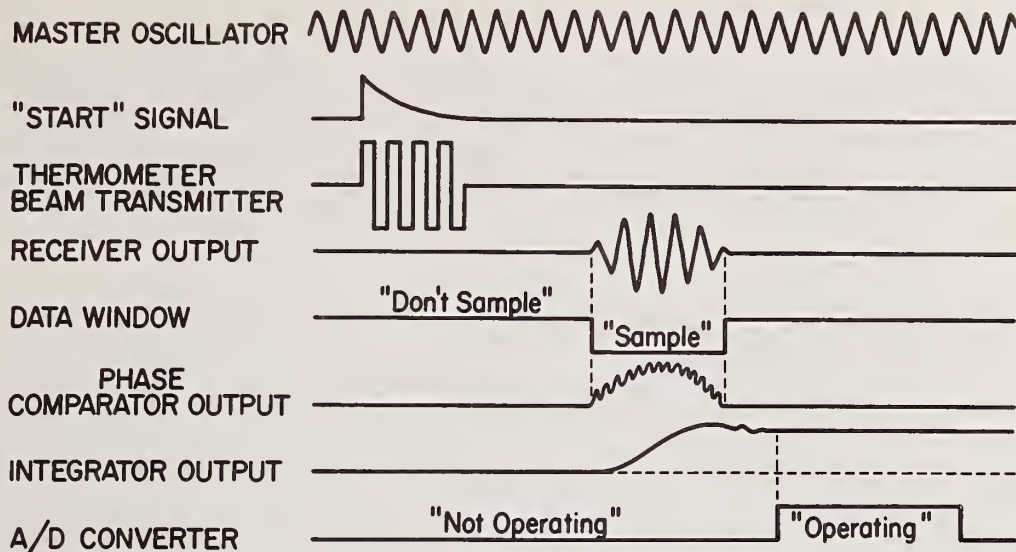 MASTER OSCILLATOR
"START" SIGNAL
THERMOMETER
BEAM TRANSMITTER
RECEIVER OUTPUT
"Don't Sample"
DATA WINDOW
"Sample"
PHASE
COMPARATOR OUTPUT
INTEGRATOR OUTPUT
"Not Operating"
"Operating"
A/D CONVERTER